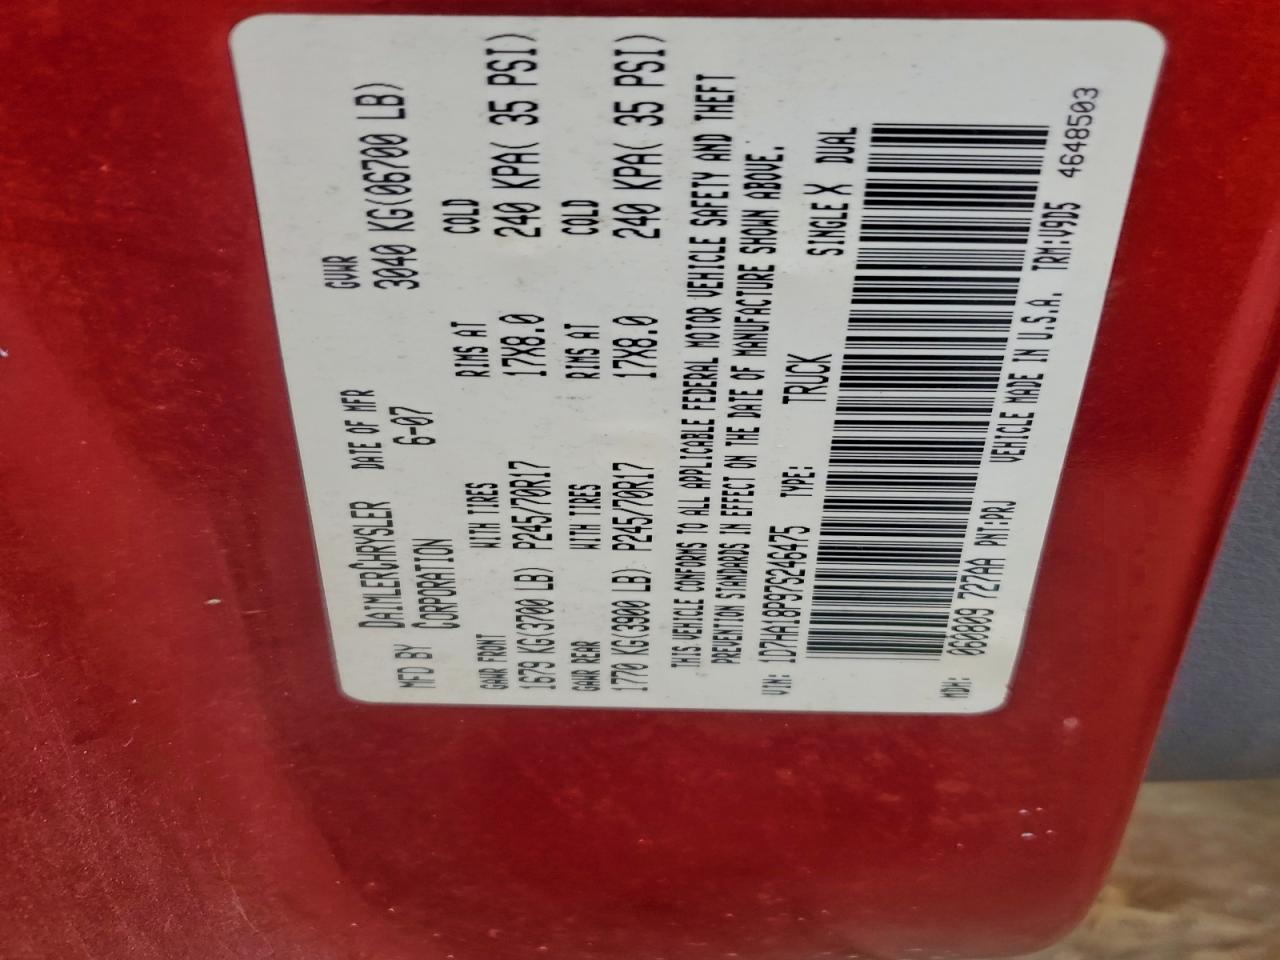 MFD BY DAIMLERCHRYSLER CORPORATION DATE OF MFR 6-07 GVWR 3040 KG(06700 LB)
GAWR FRONT WITH TIRES RIMS AT COLD
1679 KG(3700 LB) P245/70R17 17X8.0 240 KPA( 35 PSI)
GAWR REAR WITH TIRES RIMS AT COLD
1770 KG(3900 LB) P245/70R17 17X8.0 240 KPA( 35 PSI)
THIS VEHICLE CONFORMS TO ALL APPLICABLE FEDERAL MOTOR VEHICLE SAFETY AND THEFT
PREVENTION STANDARDS IN EFFECT ON THE DATE OF MANUFACTURE SHOWN ABOVE.
VIN: 1D7HA18P97S246475 TYPE: TRUCK SINGLE X DUAL
MDH: 060809 727AA PNT:PRJ VEHICLE MADE IN U.S.A. TRM:V9D5 4648503